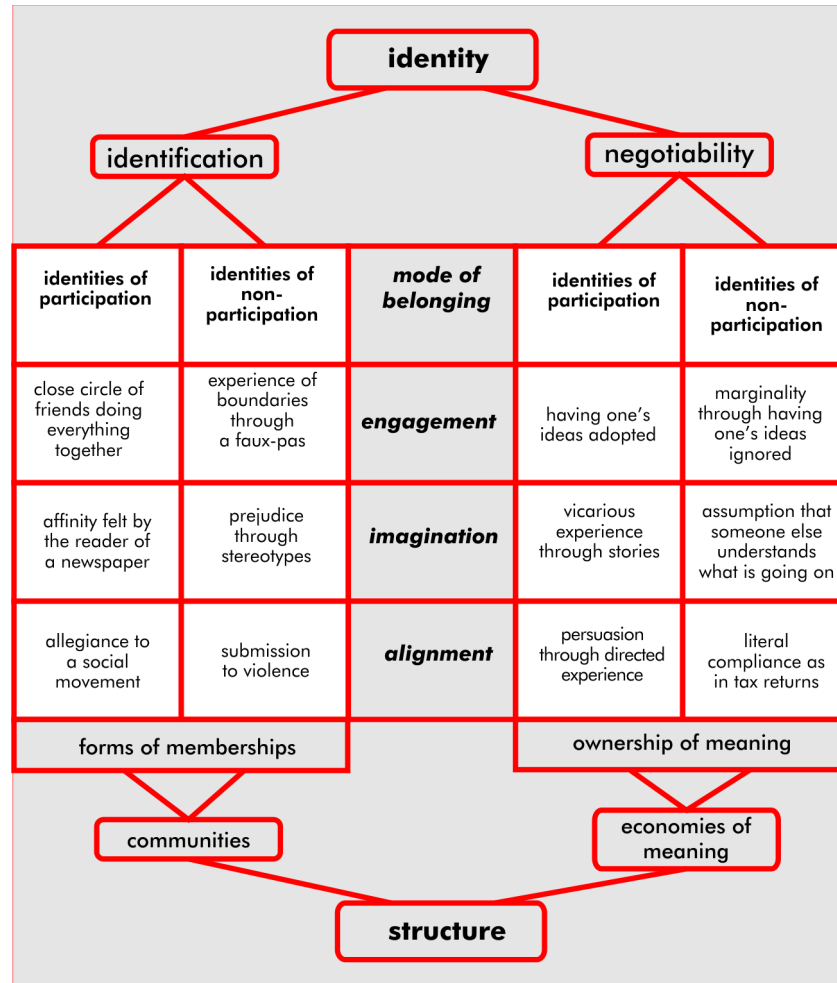 identity
identification
negotiability
identities of
participation
identities of
non-
participation
mode of
belonging
identities of
participation
identities of
non-
participation
close circle of
friends doing
everything
together
experience of
boundaries
through
a faux-pas
engagement
having one's
ideas adopted
marginality
through having
one's ideas
ignored
affinity felt by
the reader of
a newspaper
prejudice
through
stereotypes
imagination
vicarious
experience
through stories
assumption that
someone else
understands
what is going on
allegiance to
a social
movement
submission
to violence
alignment
persuasion
through directed
experience
literal
compliance as
in tax returns
forms of memberships
ownership of meaning
communities
economies of
meaning
structure